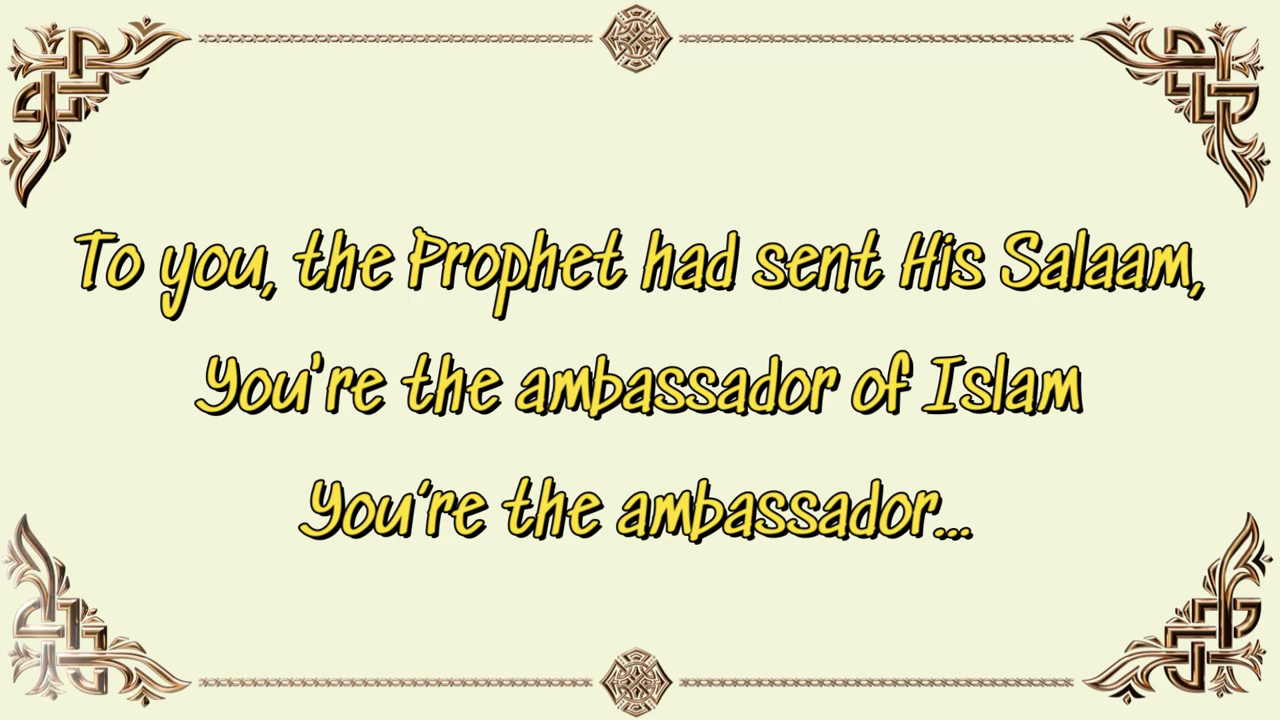 To you, the Prophet had sent His Salaam,
You're the ambassador of Islam
You're the ambassador...